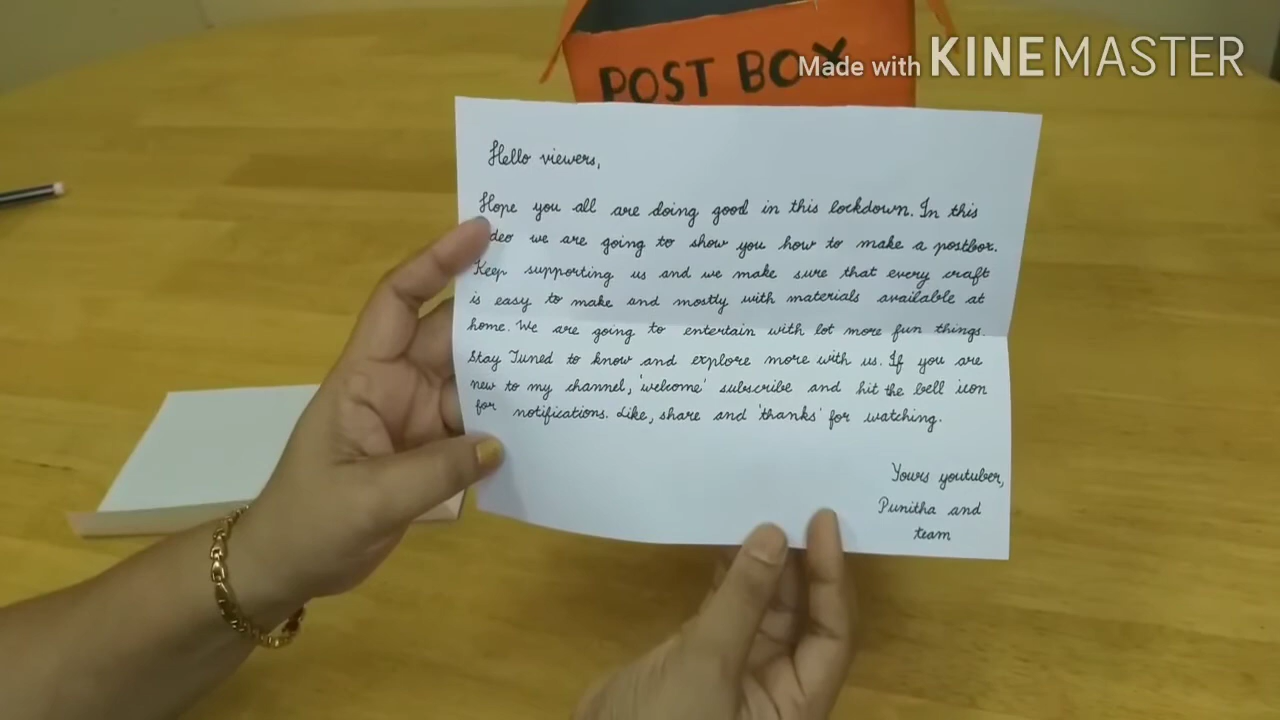 POST BOX
Made with KINEMASTER
Hello viewers,
Hope you all are doing good in this lockdown. In this
deo we are going to show you how to make a postbox.
Keep supporting us and we make sure that every craft
is easy to make and mostly with materials available at
home. We are going to entertain with lot more fun things.
Stay Tuned to know and explore more with us. If you are
new to my channel, 'welcome' subscribe and hit the bell icon
for notifications. Like, share and 'thanks' for watching.
Yours youtuber,
Punitha and
team